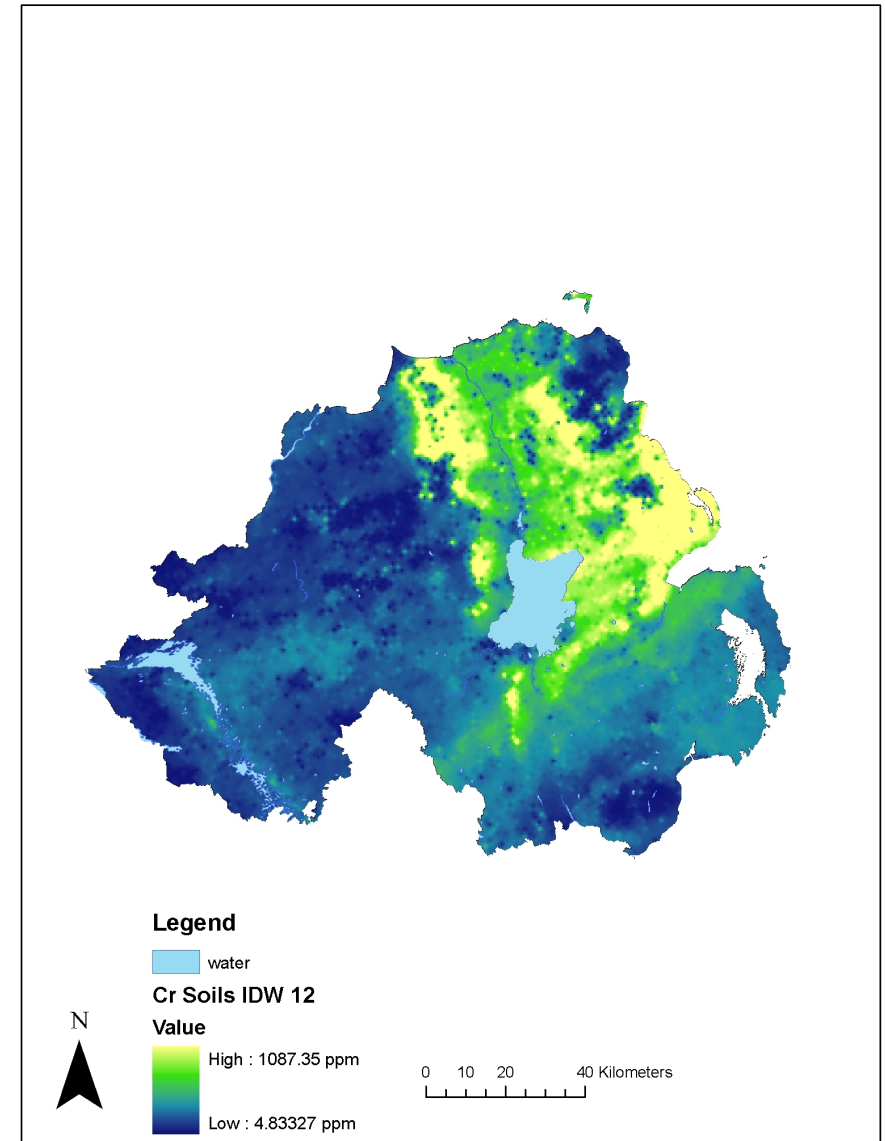 Legend
water
Cr Soils IDW 12
Value
High : 1087.35 ppm
Low : 4.83327 ppm
N
0 10 20 40 Kilometers